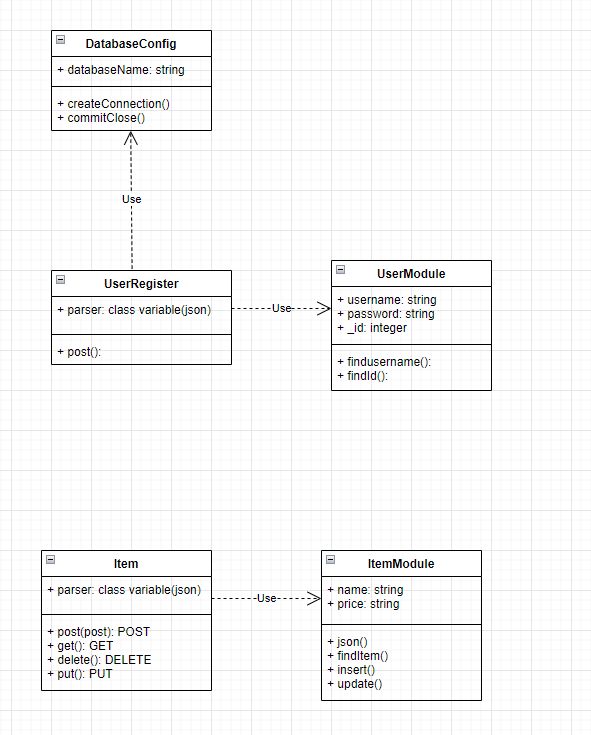 DatabaseConfig
+ databaseName: string
+ createConnection()
+ commitClose()
Use
UserRegister
+ parser: class variable(json)
+ post():
Use
UserModule
+ username: string
+ password: string
+ _id: integer
+ findusername():
+ findId():
Item
+ parser: class variable(json)
+ post(post): POST
+ get(): GET
+ delete(): DELETE
+ put(): PUT
Use
ItemModule
+ name: string
+ price: string
+ json()
+ findItem()
+ insert()
+ update()